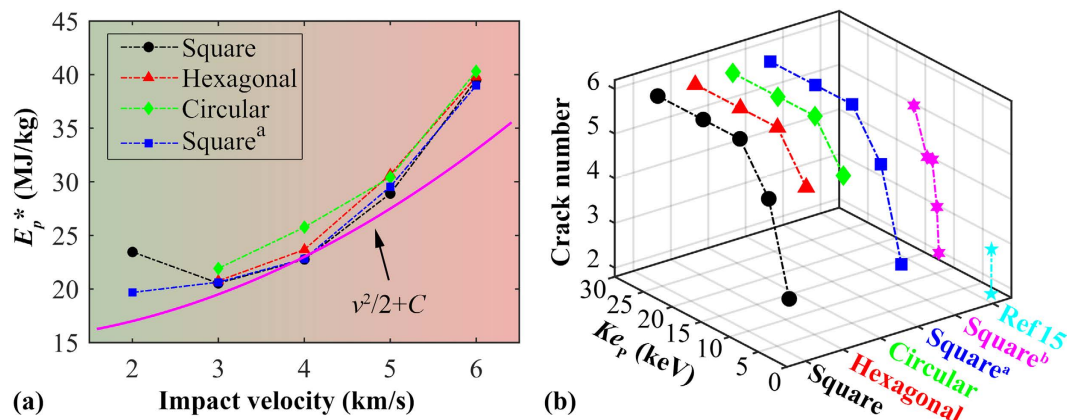 45
40
35
30
25
20
15
E_p* (MJ/kg)
Square
Hexagonal
Circular
Square^a
v²/2+C
2 3 4 5 6
(a) Impact velocity (km/s)
6
5
4
3
2
Crack number
30 25 20 15 10 5 0
Ke_P (keV)
Square
Hexagonal
Circular
Square^a
Square^b
Ref 15
(b)